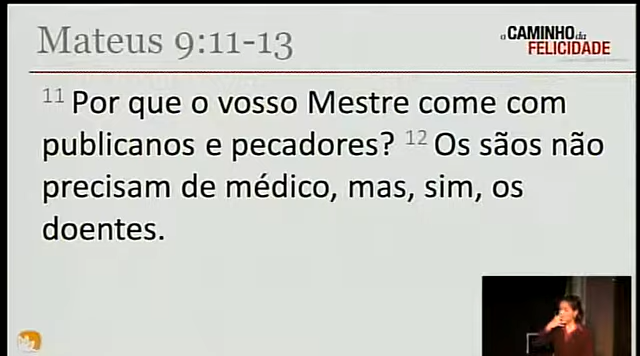 Mateus 9:11-13
o CAMINHO da
FELICIDADE
11 Por que o vosso Mestre come com
publicanos e pecadores? 12 Os sãos não
precisam de médico, mas, sim, os
doentes.